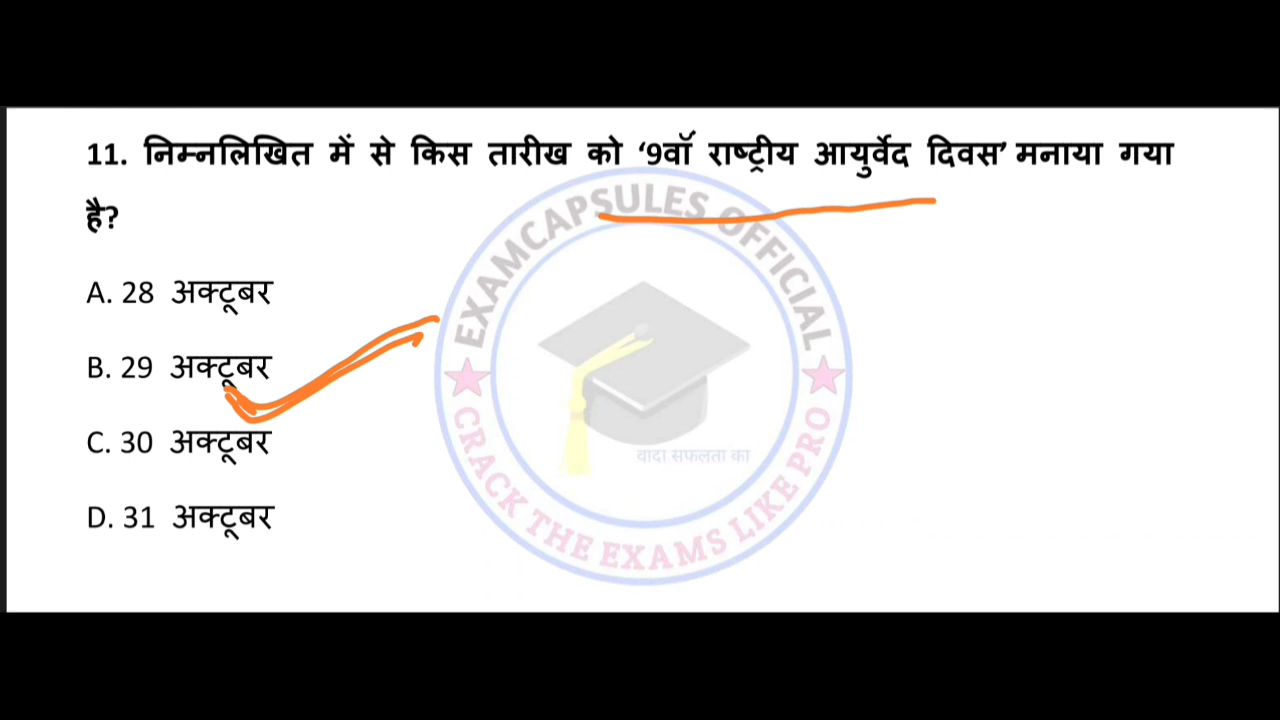 11. निम्नलिखित में से किस तारीख को ‘9वॉ राष्ट्रीय आयुर्वेद दिवस’ मनाया गया
है?
A. 28 अक्टूबर
B. 29 अक्टूबर
C. 30 अक्टूबर
D. 31 अक्टूबर
EXAMCAPSULES OFFICIAL
वादा सफलता का
CRACK THE EXAMS LIKE PRO